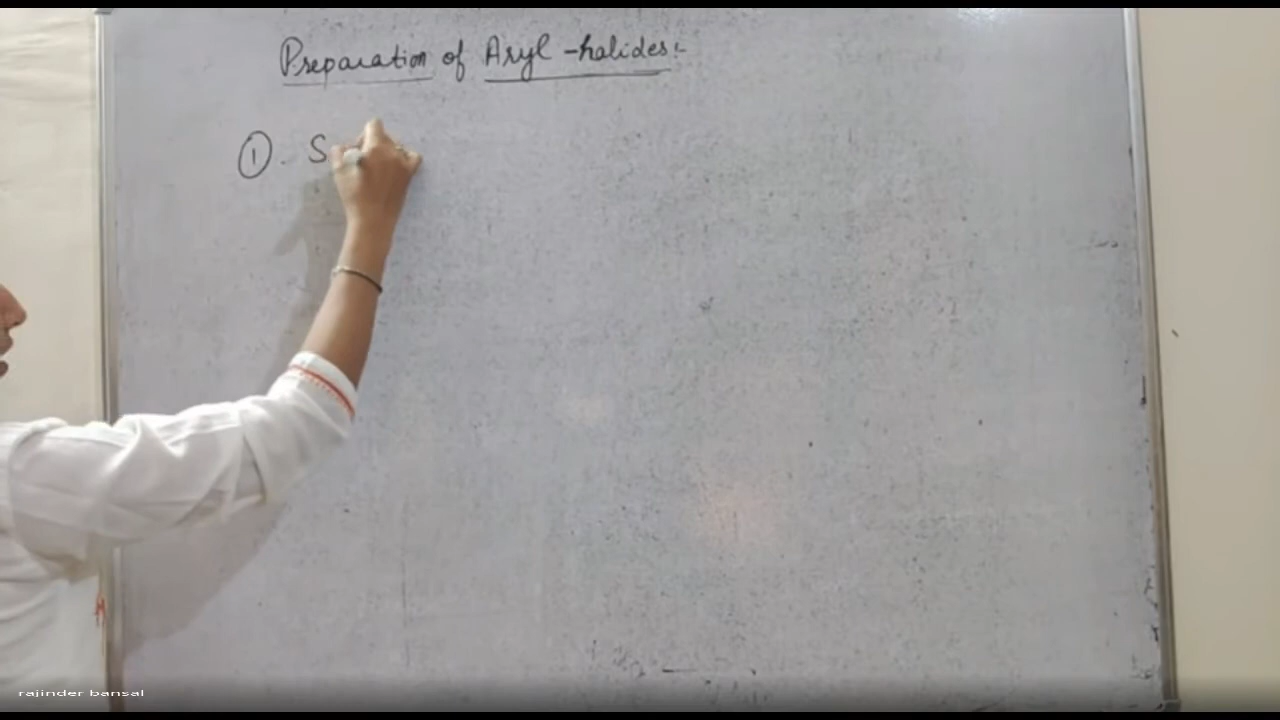 Preparation of Aryl-halides:-
①. S
rajinder bansal